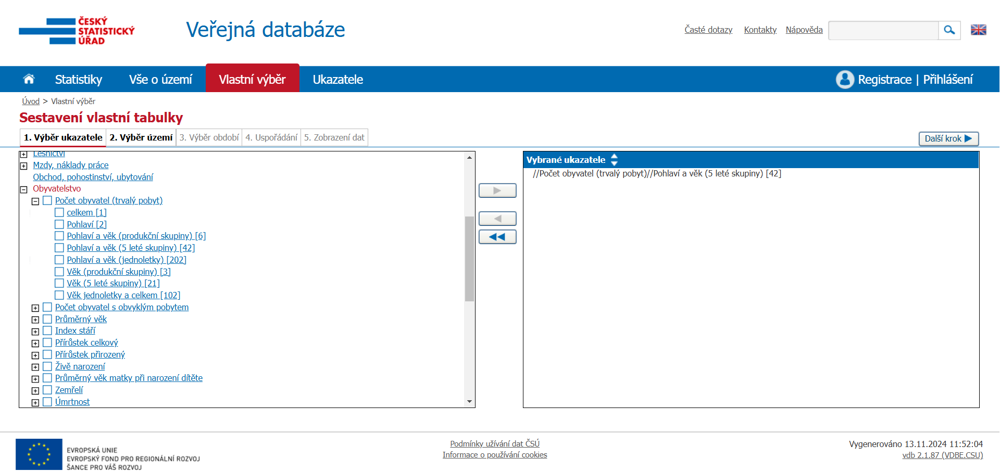 ČESKÝ
STATISTICKÝ
ÚŘAD
Veřejná databáze
Časté dotazy Kontakty Nápověda
Statistiky Vše o území Vlastní výběr Ukazatele Registrace | Přihlášení
Úvod > Vlastní výběr
Sestavení vlastní tabulky
1. Výběr ukazatele 2. Výběr území 3. Výběr období 4. Uspořádání 5. Zobrazení dat
Další krok
Lesnictví
Mzdy, náklady práce
Obchod, pohostinství, ubytování
Obyvatelstvo
Počet obyvatel (trvalý pobyt)
celkem [1]
Pohlaví [2]
Pohlaví a věk (produkční skupiny) [6]
Pohlaví a věk (5 leté skupiny) [42]
Pohlaví a věk (jednoletky) [202]
Věk (produkční skupiny) [3]
Věk (5 leté skupiny) [21]
Věk jednoletky a celkem [102]
Počet obyvatel s obvyklým pobytem
Průměrný věk
Index stáří
Přírůstek celkový
Přírůstek přirozený
Živě narození
Průměrný věk matky při narození dítěte
Zemřelí
Úmrtnost
Vybrané ukazatele
//Počet obyvatel (trvalý pobyt)//Pohlaví a věk (5 leté skupiny) [42]
EVROPSKÁ UNIE
EVROPSKÝ FOND PRO REGIONÁLNÍ ROZVOJ
ŠANCE PRO VÁŠ ROZVOJ
Podmínky užívání dat ČSÚ
Informace o používání cookies
Vygenerováno 13.11.2024 11:52:04
vdb 2.1.87 (VDBE.CSU)